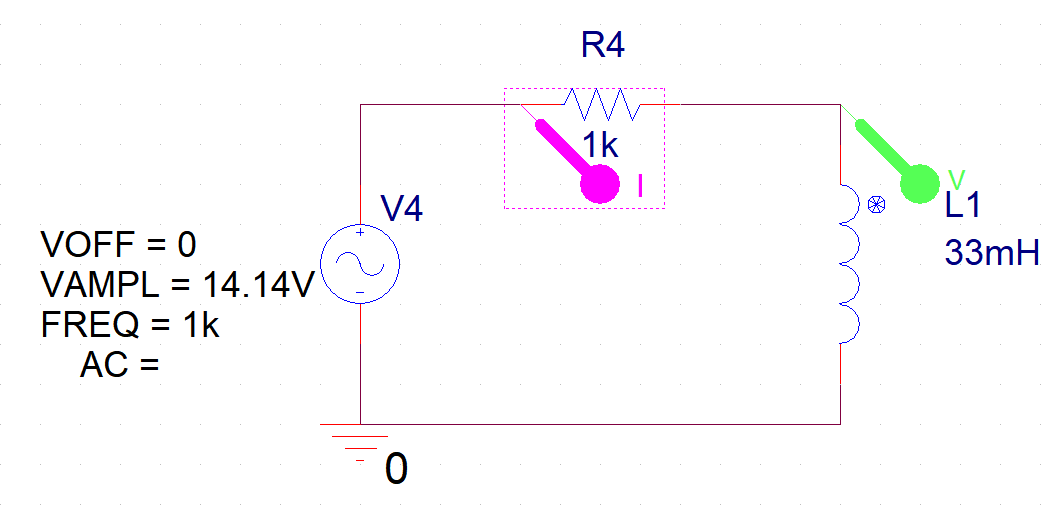 R4
1k
I
V
V4
L1
33mH
VOFF = 0
VAMPL = 14.14V
FREQ = 1k
AC =
0